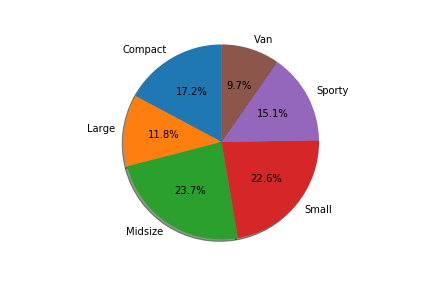 Van
Compact
9.7%
17.2%
Sporty
15.1%
Large
11.8%
22.6%
23.7%
Small
Midsize